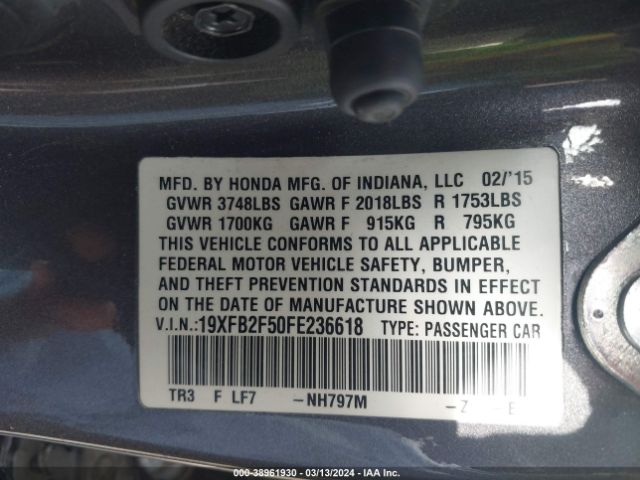 MFD. BY HONDA MFG. OF INDIANA, LLC 02/'15
GVWR 3748LBS GAWR F 2018LBS R 1753LBS
GVWR 1700KG GAWR F 915KG R 795KG
THIS VEHICLE CONFORMS TO ALL APPLICABLE
FEDERAL MOTOR VEHICLE SAFETY, BUMPER,
AND THEFT PREVENTION STANDARDS IN EFFECT
ON THE DATE OF MANUFACTURE SHOWN ABOVE.
V.I.N.:19XFB2F50FE236618 TYPE: PASSENGER CAR
TR3 F LF7 -NH797M -Z -E
000-38961930 - 03/13/2024 - IAA Inc.